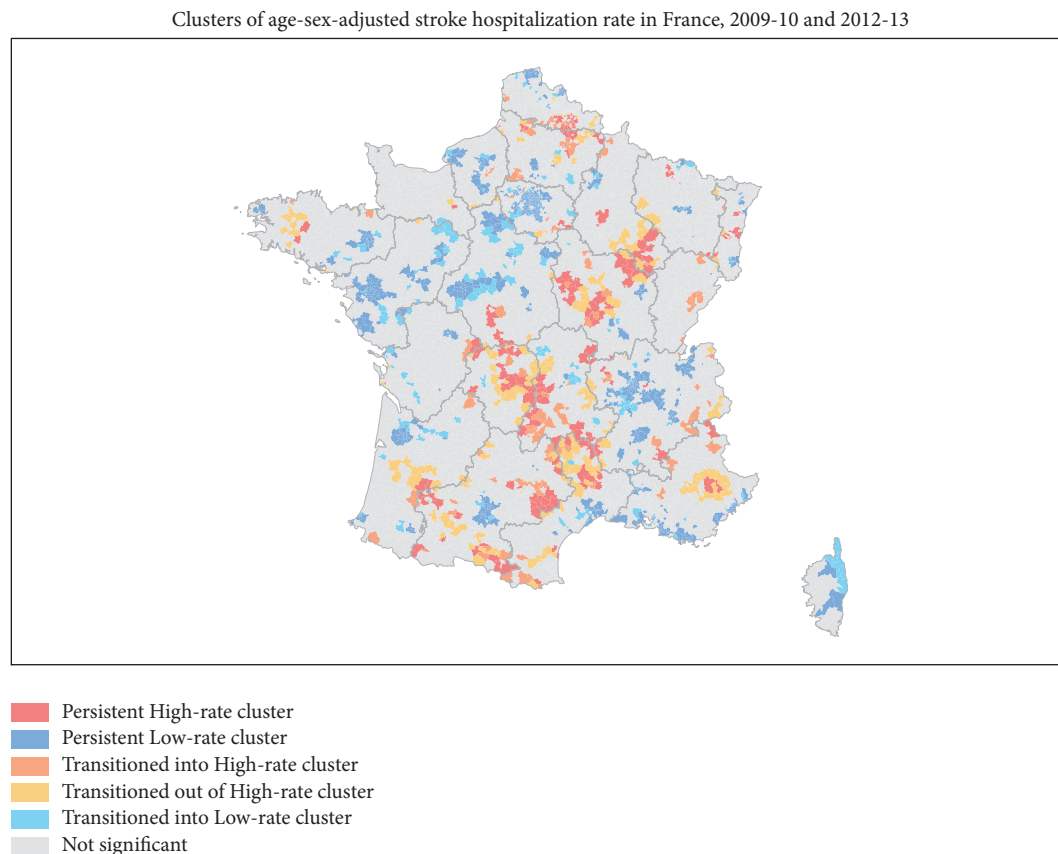 Clusters of age-sex-adjusted stroke hospitalization rate in France, 2009-10 and 2012-13
Persistent High-rate cluster
Persistent Low-rate cluster
Transitioned into High-rate cluster
Transitioned out of High-rate cluster
Transitioned into Low-rate cluster
Not significant